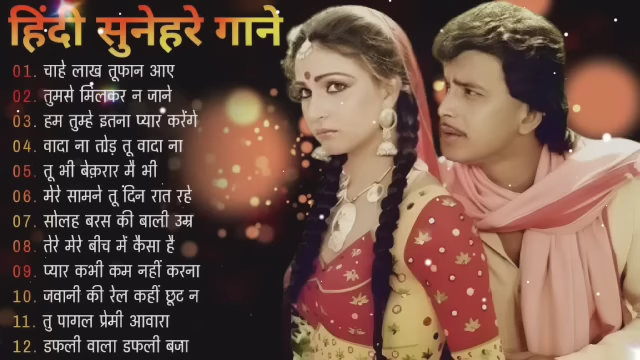 हिंदी सुनेहरे गाने
01. चाहे लाख तूफान आए
02. तुमसे मिलकर न जाने
03. हम तुम्हे इतना प्यार करेंगे
04. वादा ना तोड़ तू वादा ना
05. तू भी बेक़रार मैं भी
06. मेरे सामने तू दिन रात रहे
07. सोलह बरस की बाली उम्र
08. तेरे मेरे बीच में कैसा है
09. प्यार कभी कम नहीं करना
10. जवानी की रेल कहीं छूट न
11. तु पागल प्रेमी आवारा
12. डफली वाला डफली बजा